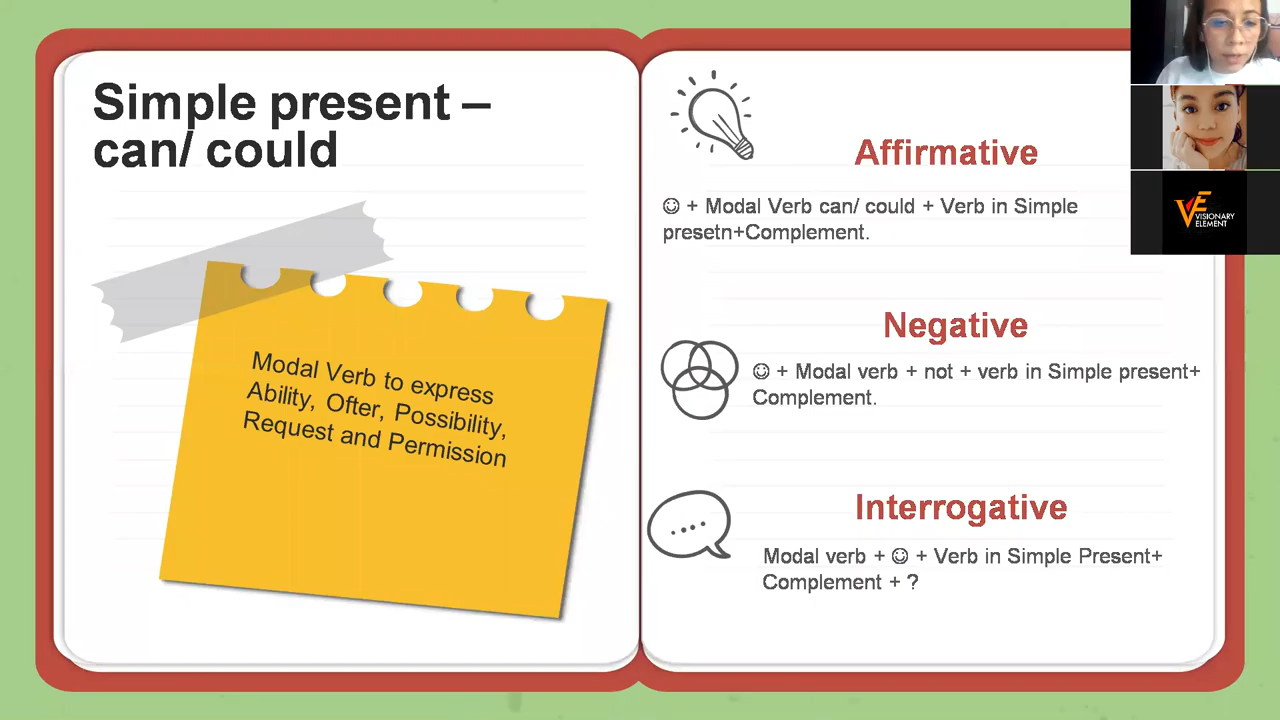 Simple present –
can/ could
Modal Verb to express
Ability, Ofter, Possibility,
Request and Permission
Affirmative
☺ + Modal Verb can/ could + Verb in Simple
presetn+Complement.
Negative
☺ + Modal verb + not + verb in Simple present+
Complement.
Interrogative
Modal verb + ☺ + Verb in Simple Present+
Complement + ?
VE
VISIONARY
ELEMENT